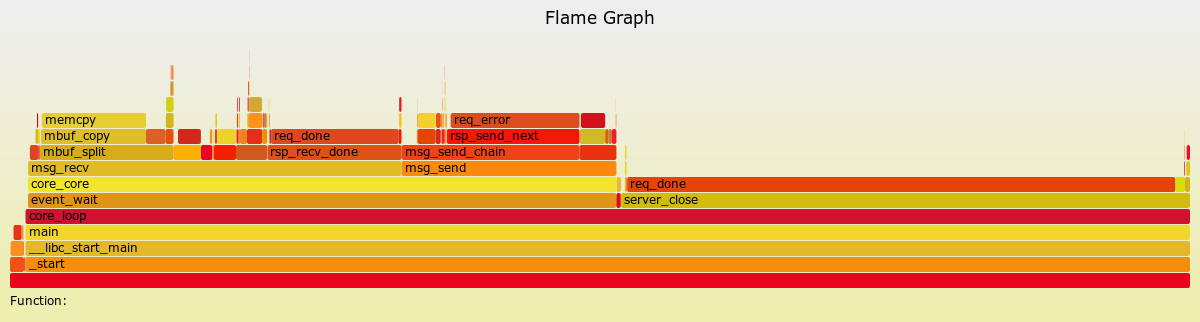 Flame Graph
memcpy req_error
mbuf_copy req_done rsp_send_next
mbuf_split rsp_recv_done msg_send_chain
msg_recv msg_send
core_core req_done
event_wait server_close
core_loop
main
__libc_start_main
_start
Function: